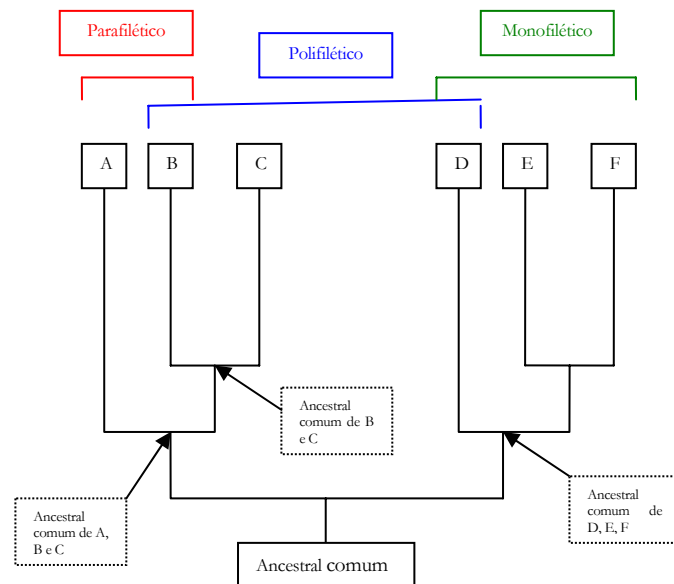 Parafilético
Monofilético
Polifilético
A
B
C
D
E
F
Ancestral
comum de B
e C
Ancestral
comum de A,
B e C
Ancestral
comum de
D, E, F
Ancestral comum